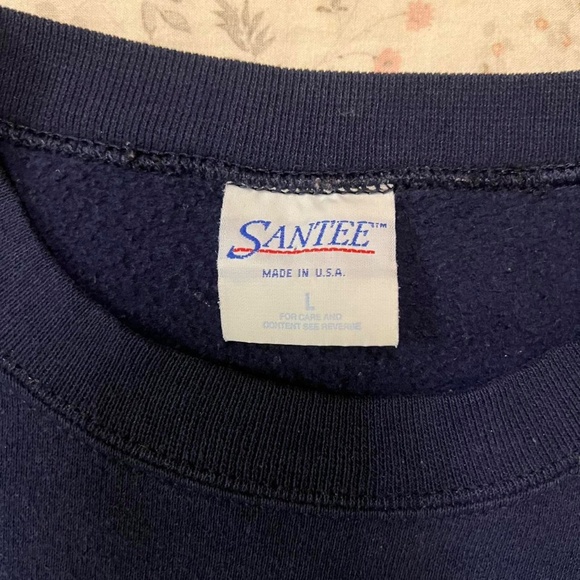 SANTEE™
MADE IN U.S.A.
L
FOR CARE AND
CONTENT SEE REVERSE